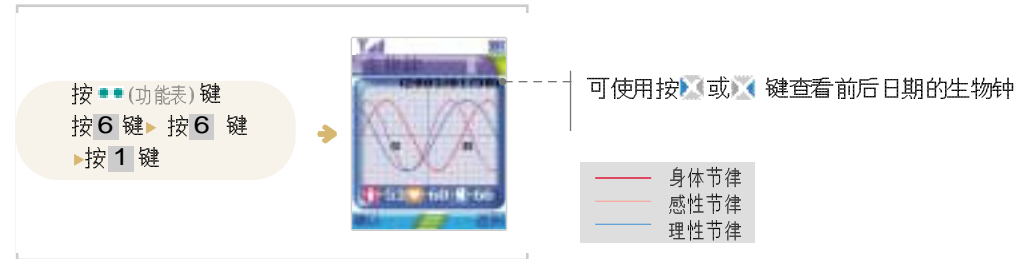 按 (功能表) 键
按 6 键 按 6 键
按 1 键
可使用按 或 键查看前后日期的生物钟
身体节律
感性节律
理性节律